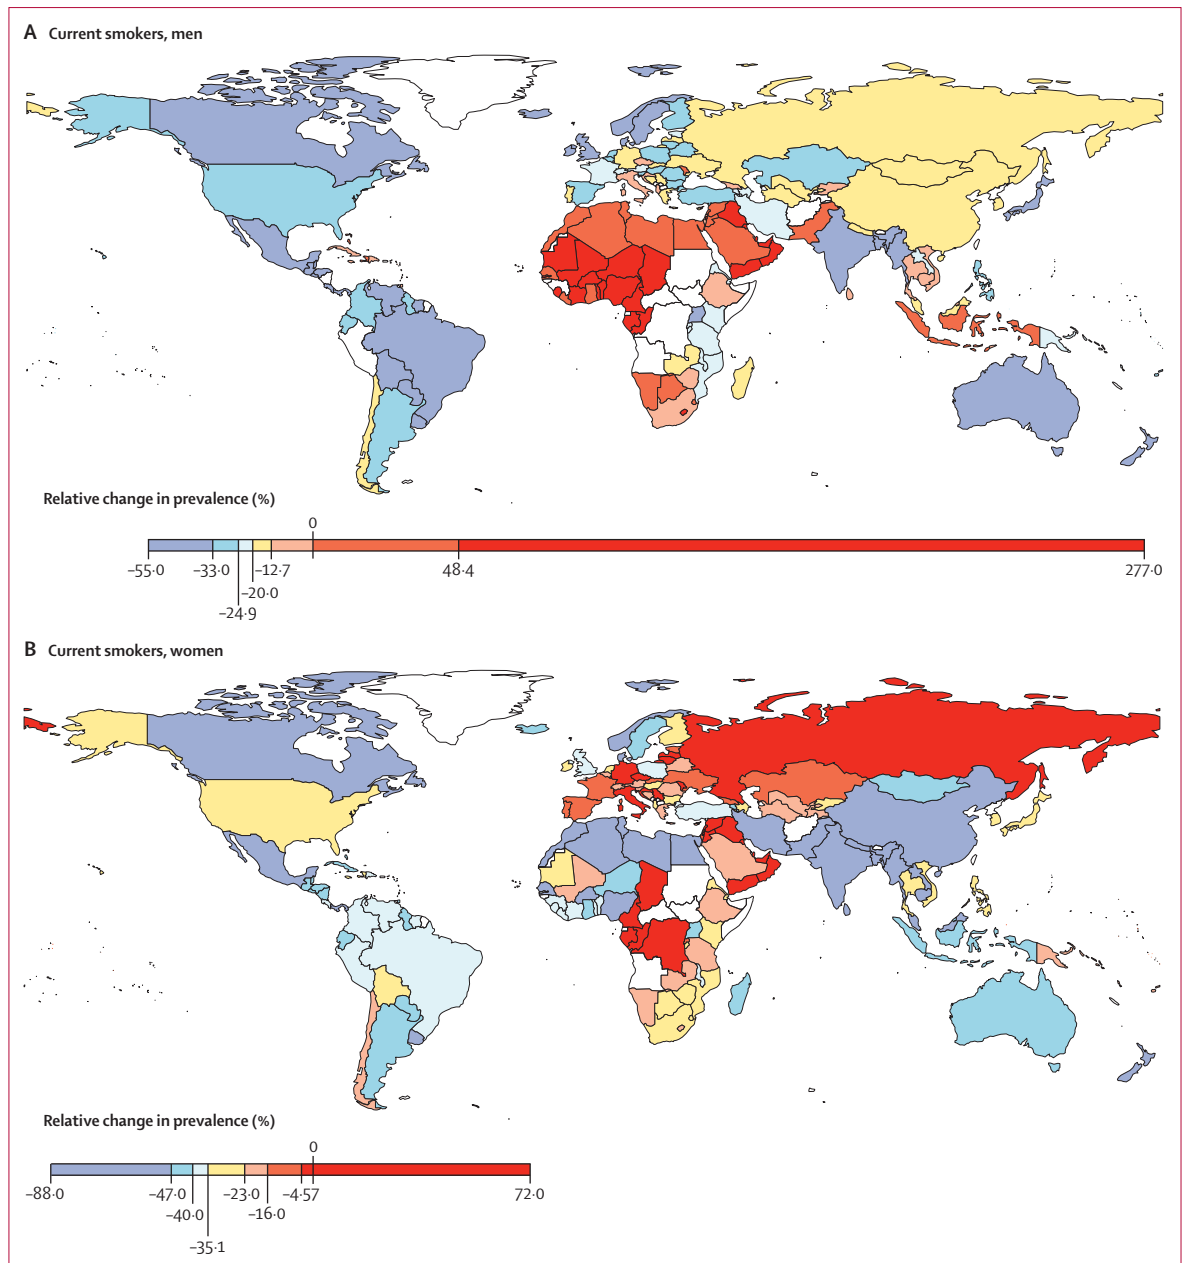 A Current smokers, men
Relative change in prevalence (%)
0
–55·0 –33·0 –12·7 48·4 277·0
–20·0
–24·9
B Current smokers, women
Relative change in prevalence (%)
0
–88·0 –47·0 –23·0 –4·57 72·0
–40·0 –16·0
–35·1